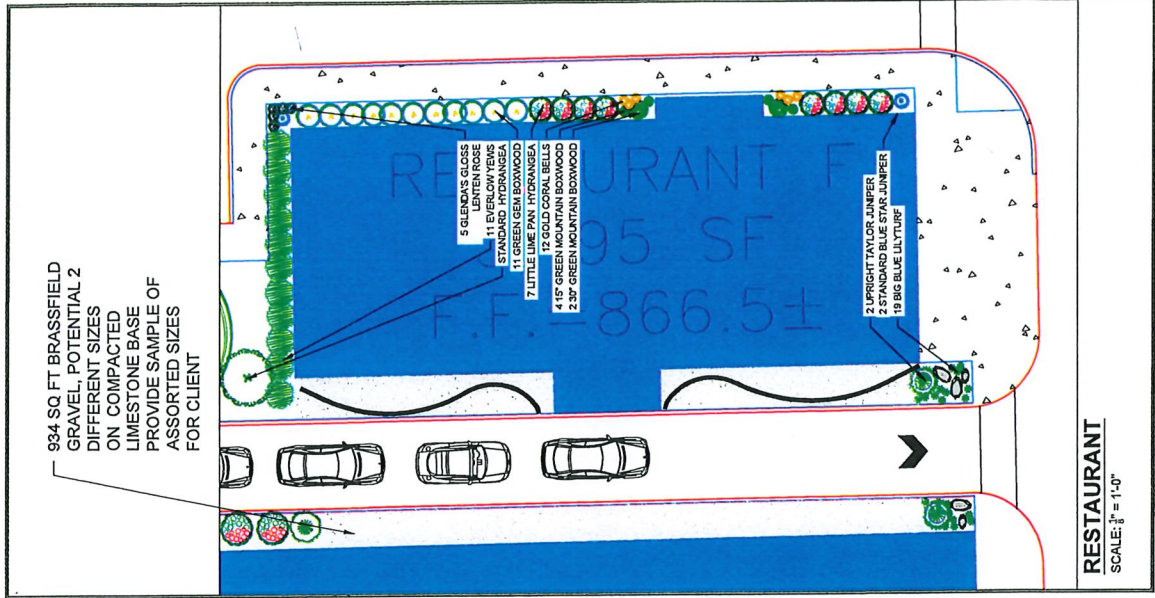 934 SQ FT BRASSFIELD
GRAVEL, POTENTIAL 2
DIFFERENT SIZES
ON COMPACTED
LIMESTONE BASE
PROVIDE SAMPLE OF
ASSORTED SIZES
FOR CLIENT
5 GLENDA'S GLOSS
LENTEN ROSE
11 EVERLOW YEWS
STANDARD HYDRANGEA
11 GREEN GEM BOXWOOD
7 LITTLE LIME PAN HYDRANGEA
12 GOLD CORAL BELLS
4 15" GREEN MOUNTAIN BOXWOOD
2 30" GREEN MOUNTAIN BOXWOOD
URANT F
95 SF
F.F.=866.5±
2 UPRIGHT TAYLOR JUNIPER
2 STANDARD BLUE STAR JUNIPER
19 BIG BLUE LILYTURF
RESTAURANT
SCALE: 1/8" = 1'-0"